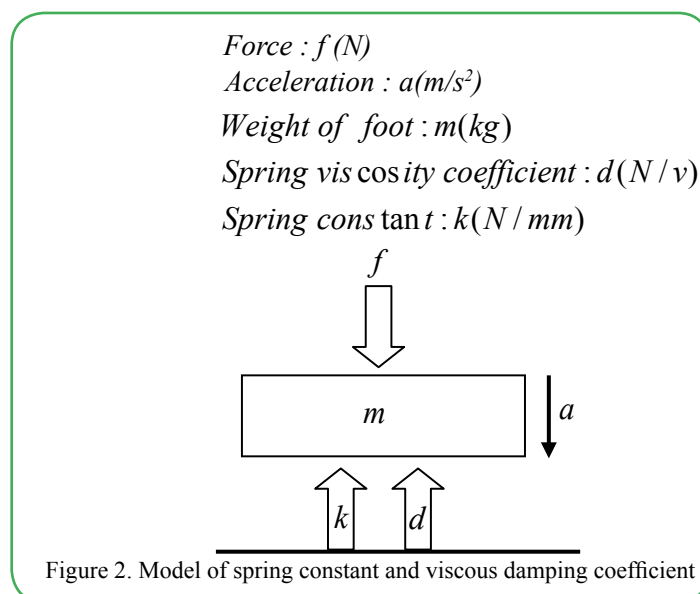 Force : f (N)
Acceleration : a(m/s²)
Weight of foot : m(kg)
Spring vis cos ity coefficient : d (N / v)
Spring cons tan t : k(N / mm)
f
m
a
k
d
Figure 2. Model of spring constant and viscous damping coefficient